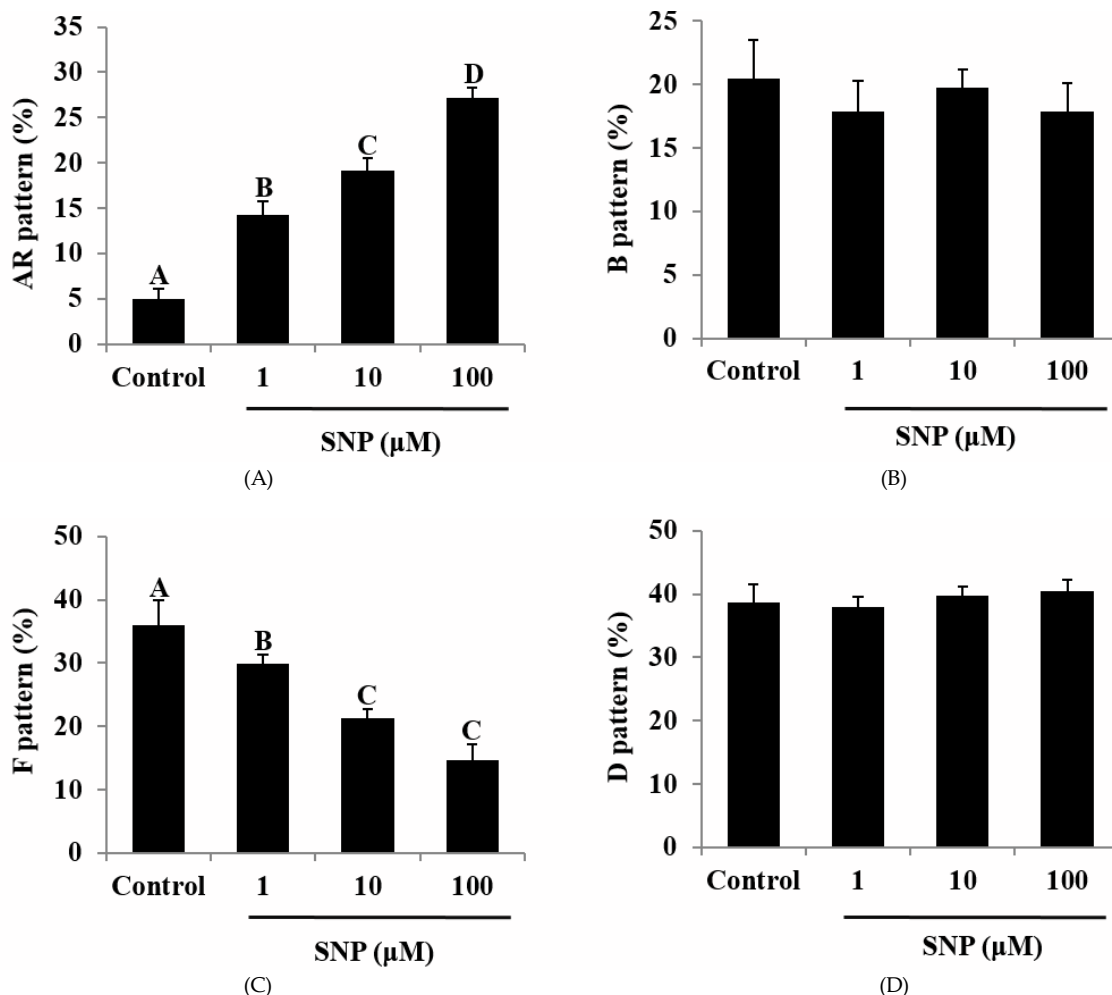 35
30
25
20
15
10
5
0
AR pattern (%)
A
B
C
D
Control 1 10 100
SNP (µM)
(A)
25
20
15
10
5
0
B pattern (%)
Control 1 10 100
SNP (µM)
(B)
50
40
30
20
10
0
F pattern (%)
A
B
C
C
Control 1 10 100
SNP (µM)
(C)
50
40
30
20
10
0
D pattern (%)
Control 1 10 100
SNP (µM)
(D)